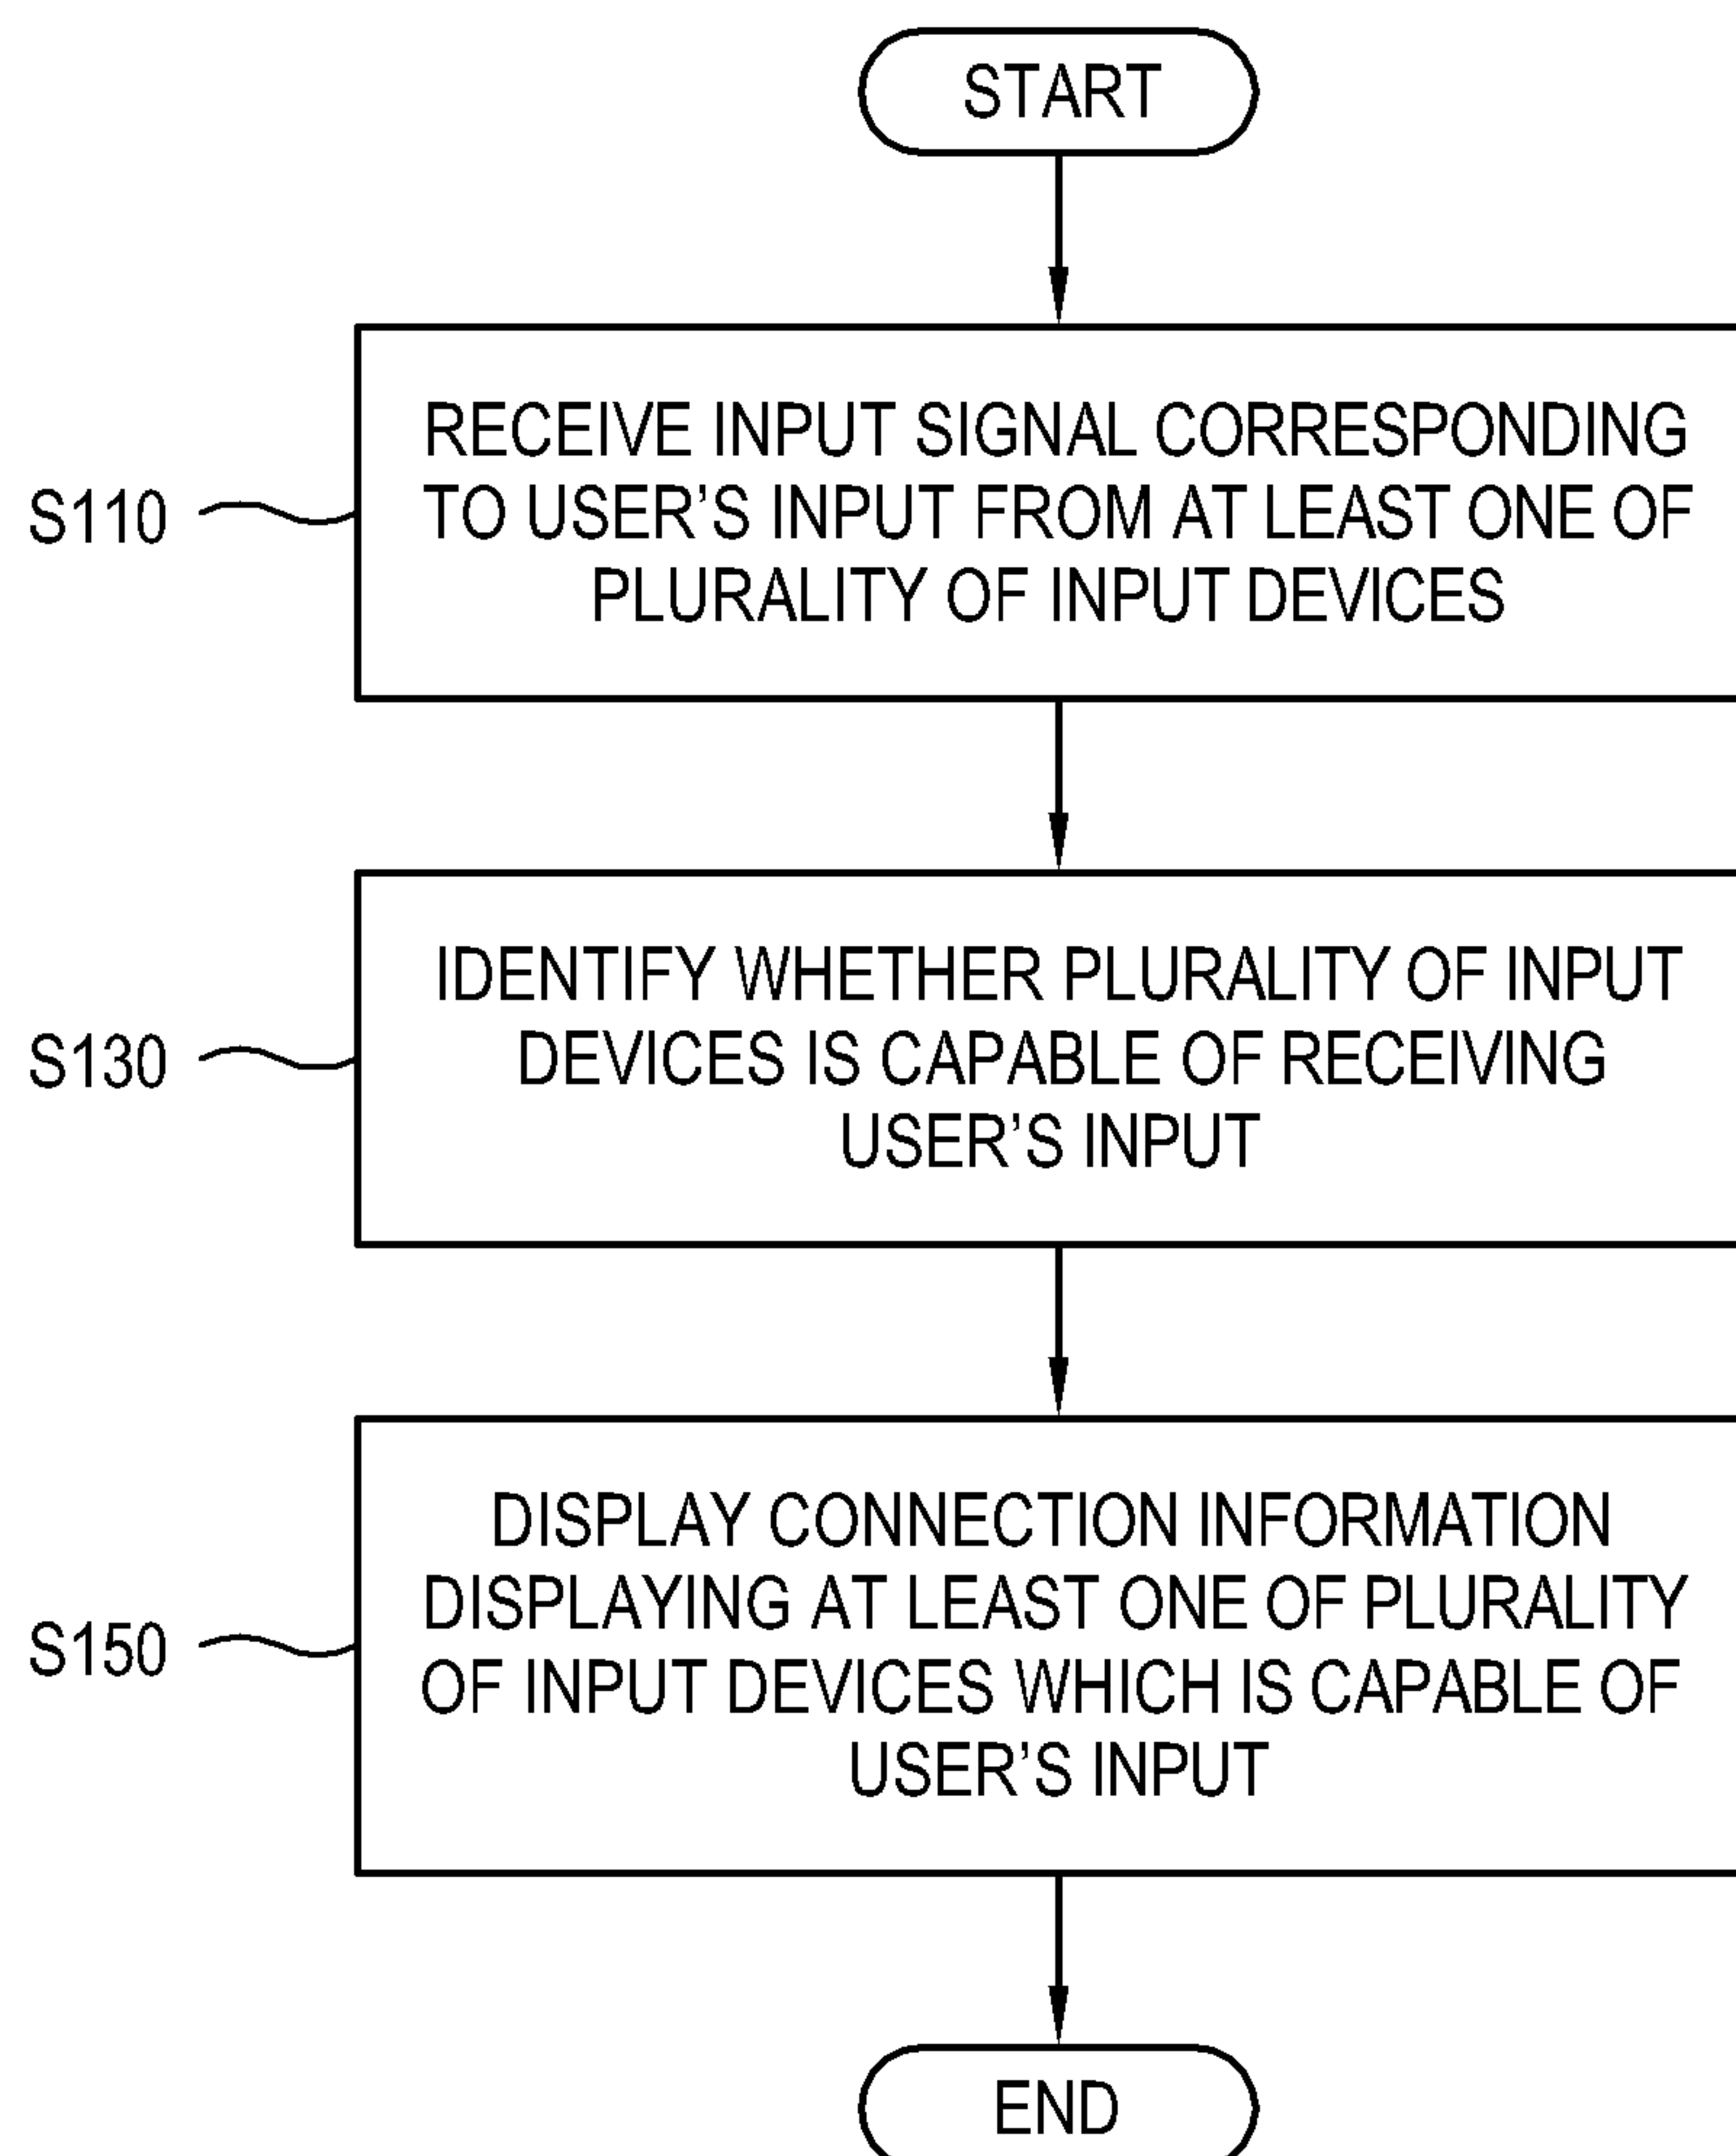 START
S110
RECEIVE INPUT SIGNAL CORRESPONDING
TO USER'S INPUT FROM AT LEAST ONE OF
PLURALITY OF INPUT DEVICES
S130
IDENTIFY WHETHER PLURALITY OF INPUT
DEVICES IS CAPABLE OF RECEIVING
USER'S INPUT
S150
DISPLAY CONNECTION INFORMATION
DISPLAYING AT LEAST ONE OF PLURALITY
OF INPUT DEVICES WHICH IS CAPABLE OF
USER'S INPUT
END